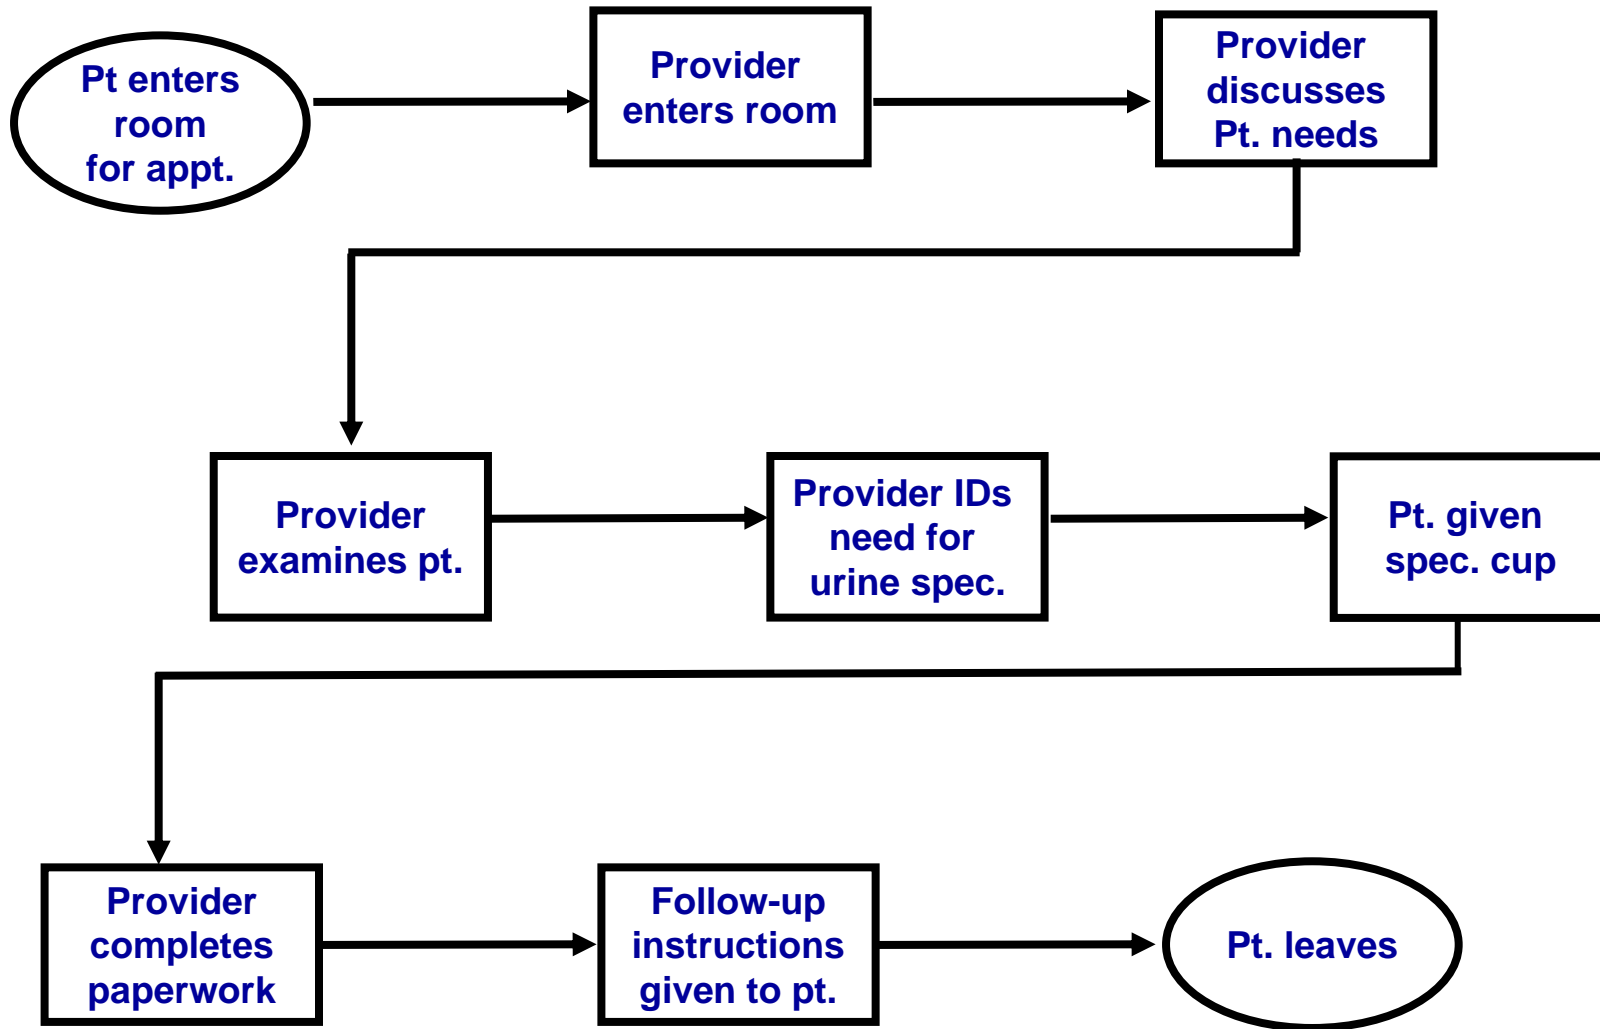 Pt enters
room
for appt.
Provider
enters room
Provider
discusses
Pt. needs
Provider
examines pt.
Provider IDs
need for
urine spec.
Pt. given
spec. cup
Provider
completes
paperwork
Follow-up
instructions
given to pt.
Pt. leaves